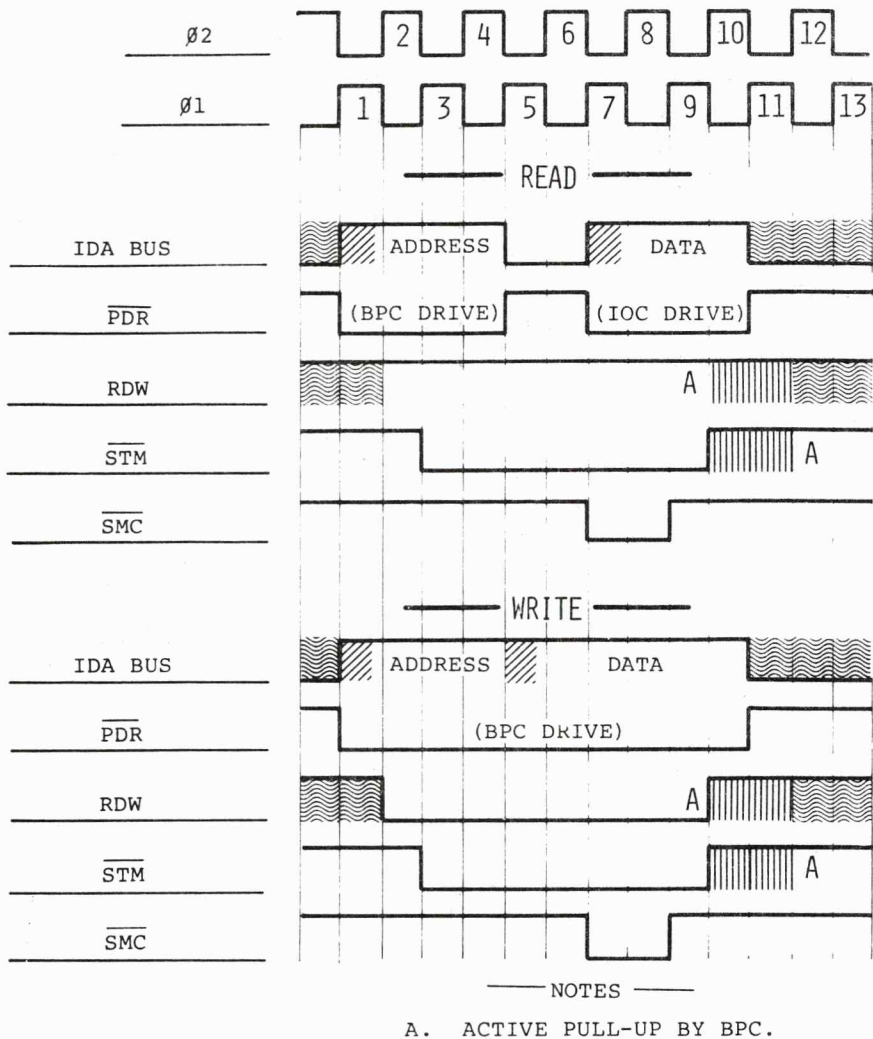 Ø2 2 4 6 8 10 12
Ø1 1 3 5 7 9 11 13
READ
IDA BUS ADDRESS DATA
PDR (BPC DRIVE) (IOC DRIVE)
RDW A
STM A
SMC
WRITE
IDA BUS ADDRESS DATA
PDR (BPC DRIVE)
RDW A
STM A
SMC
NOTES
A. ACTIVE PULL-UP BY BPC.